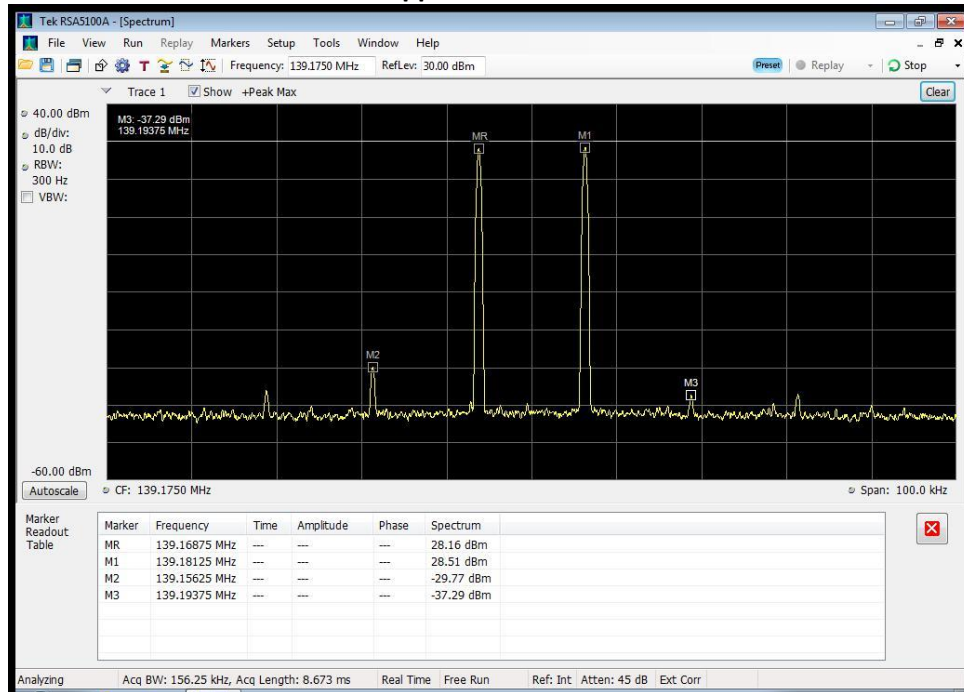 Tek RSA5100A - [Spectrum]
File View Run Replay Markers Setup Tools Window Help
T Frequency: 139.1750 MHz RefLev: 30.00 dBm Preset Replay Stop
Trace 1 Show +Peak Max Clear
40.00 dBm
dB/div:
10.0 dB
RBW:
300 Hz
VBW:
M3: -37.29 dBm
139.19375 MHz
MR
M1
M2
M3
-60.00 dBm
Autoscale CF: 139.1750 MHz Span: 100.0 kHz
Marker
Readout
Table
Marker Frequency Time Amplitude Phase Spectrum
MR 139.16875 MHz --- --- --- 28.16 dBm
M1 139.18125 MHz --- --- --- 28.51 dBm
M2 139.15625 MHz --- --- --- -29.77 dBm
M3 139.19375 MHz --- --- --- -37.29 dBm
Analyzing Acq BW: 156.25 kHz, Acq Length: 8.673 ms Real Time Free Run Ref: Int Atten: 45 dB Ext Corr